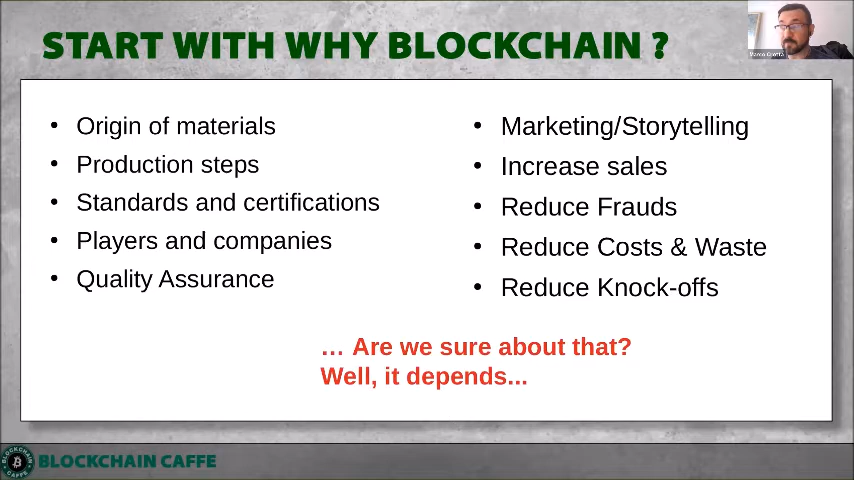 START WITH WHY BLOCKCHAIN ?
• Origin of materials
• Production steps
• Standards and certifications
• Players and companies
• Quality Assurance
• Marketing/Storytelling
• Increase sales
• Reduce Frauds
• Reduce Costs & Waste
• Reduce Knock-offs
... Are we sure about that?
Well, it depends...
BLOCKCHAIN
CAFFE
BLOCKCHAIN CAFFE